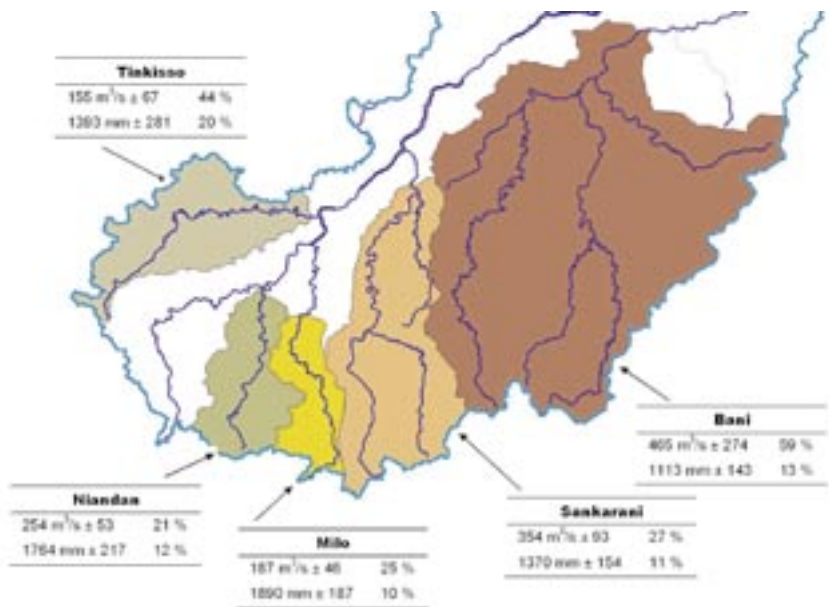 Tinkisso
155 m³/s ± 67 44 %
1393 mm ± 281 20 %
Bani
465 m³/s ± 274 59 %
1113 mm ± 143 13 %
Niandan
254 m³/s ± 53 21 %
1764 mm ± 217 12 %
Sankarani
354 m³/s ± 93 27 %
1370 mm ± 154 11 %
Milo
187 m³/s ± 46 25 %
1890 mm ± 187 10 %